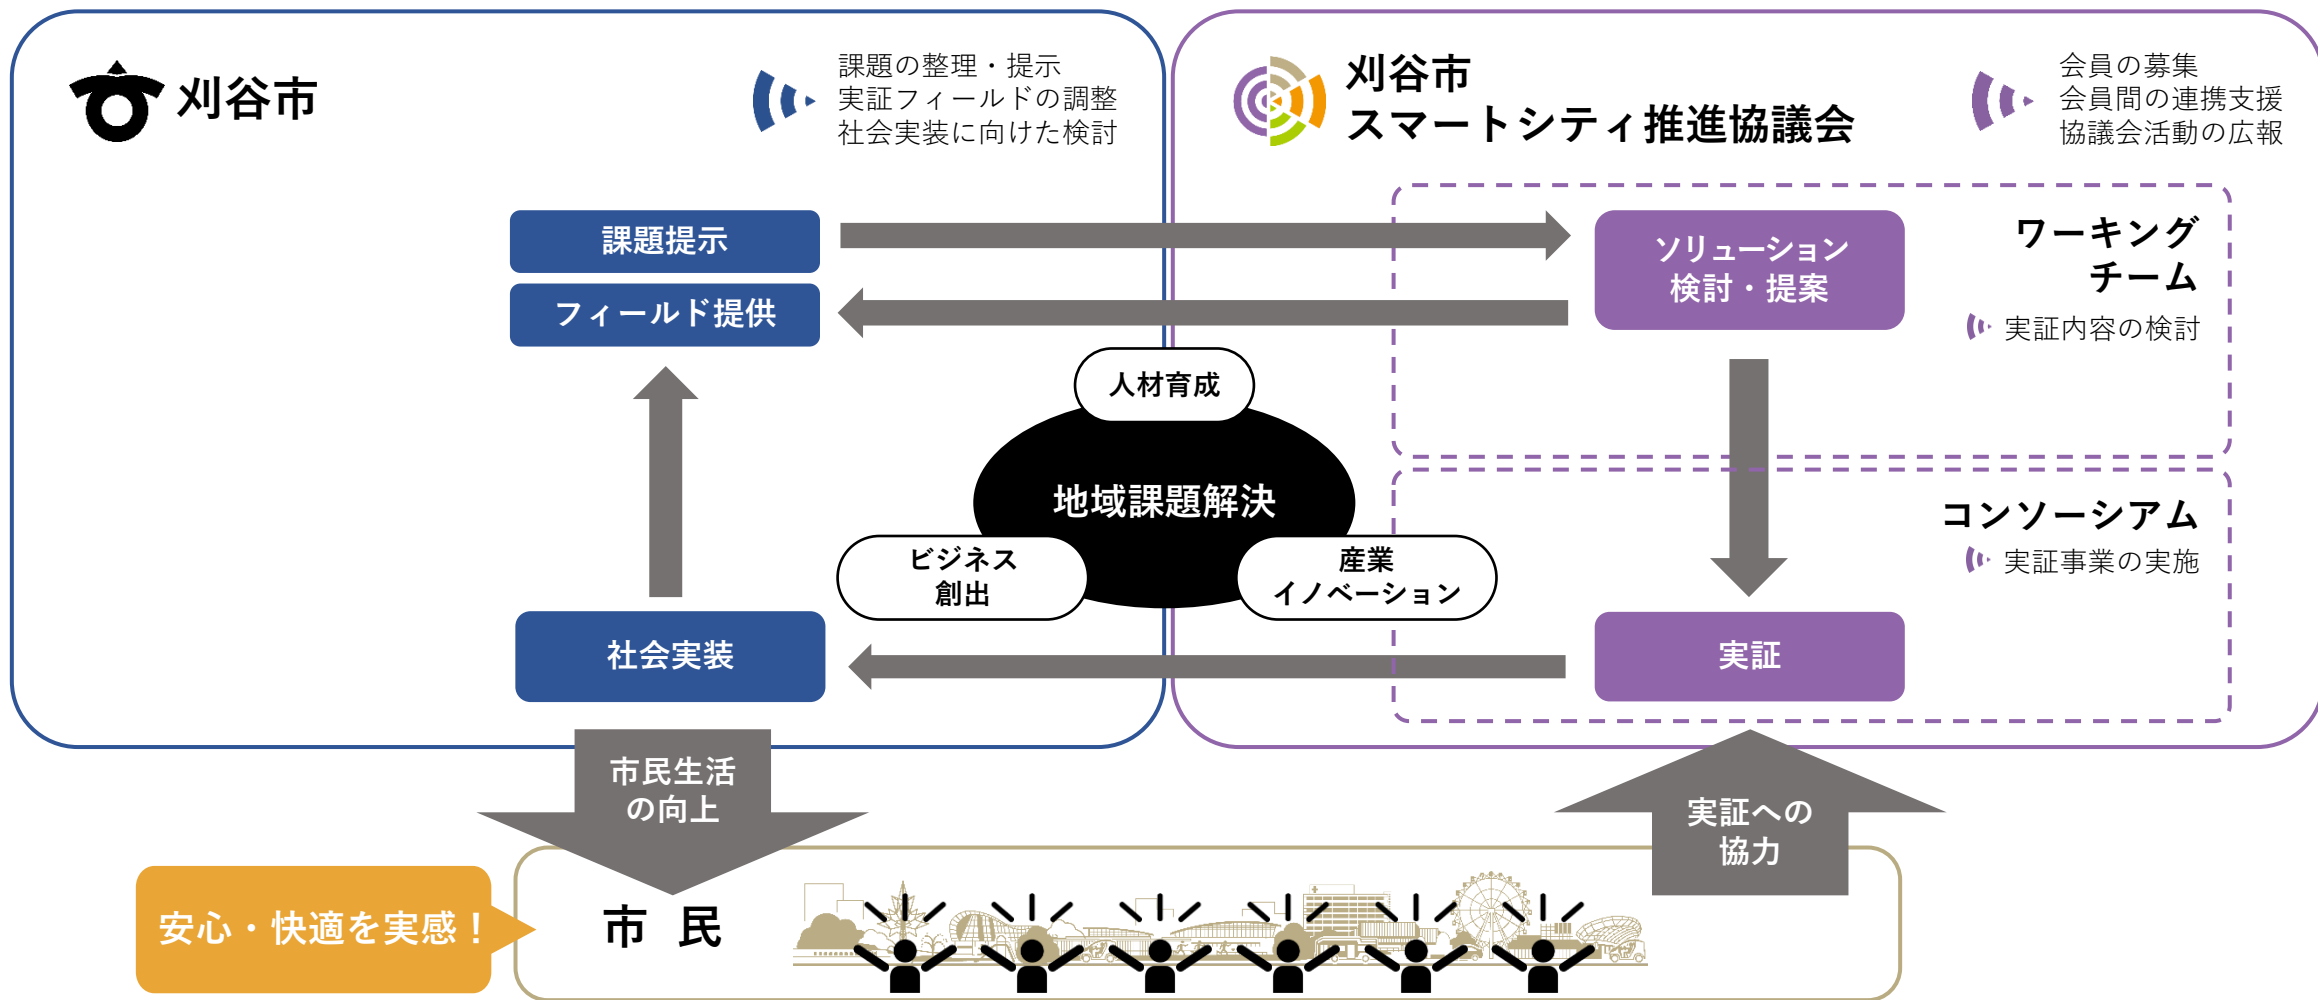 刈谷市
課題の整理・提示
実証フィールドの調整
社会実装に向けた検討
刈谷市
スマートシティ推進協議会
会員の募集
会員間の連携支援
協議会活動の広報
課題提示
フィールド提供
ソリューション
検討・提案
ワーキング
チーム
実証内容の検討
人材育成
地域課題解決
ビジネス
創出
産業
イノベーション
コンソーシアム
実証事業の実施
社会実装
実証
市民生活
の向上
実証への
協力
安心・快適を実感！
市民